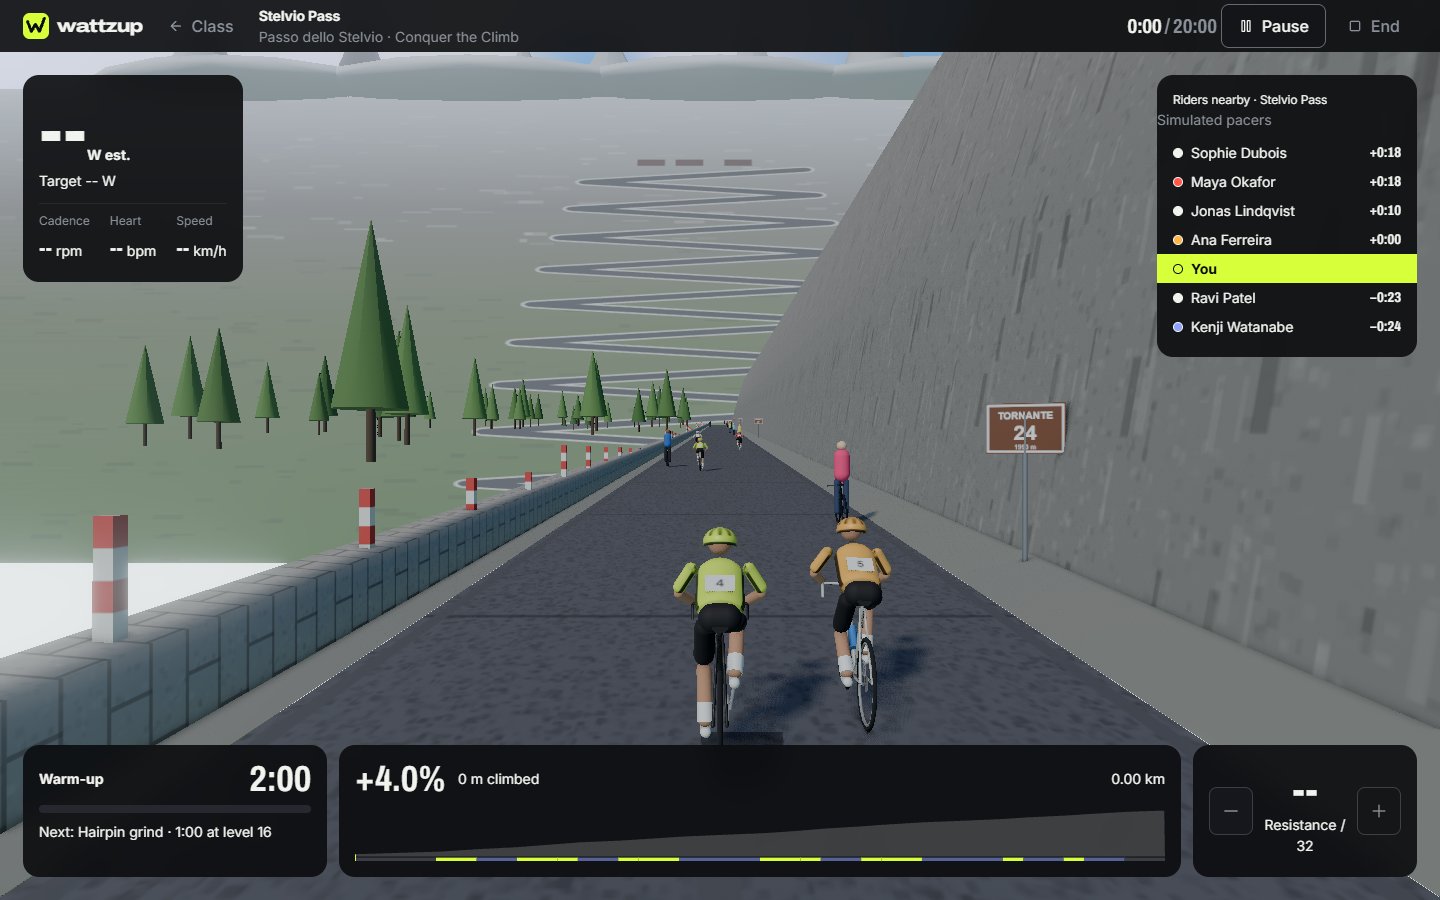 wattzup
← Class
Stelvio Pass
Passo dello Stelvio · Conquer the Climb
0:00 / 20:00
Pause
End
--
W est.
Target -- W
Cadence Heart Speed
-- rpm -- bpm -- km/h
Riders nearby · Stelvio Pass
Simulated pacers
Sophie Dubois +0:18
Maya Okafor +0:18
Jonas Lindqvist +0:10
Ana Ferreira +0:00
You
Ravi Patel −0:23
Kenji Watanabe −0:24
TORNANTE
24
4
5
Warm-up 2:00
Next: Hairpin grind · 1:00 at level 16
+4.0% 0 m climbed 0.00 km
--
Resistance /
32